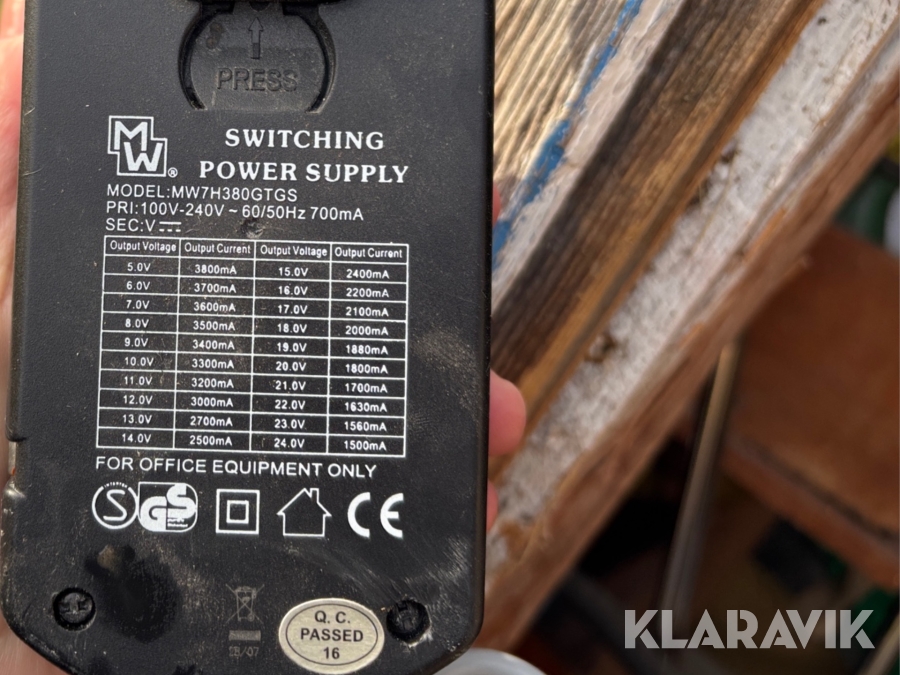 PRESS
MW®
SWITCHING
POWER SUPPLY
MODEL:MW7H380GTGS
PRI:100V-240V ~ 60/50Hz 700mA
SEC:V
Output Voltage Output Current Output Voltage Output Current
5.0V 3800mA 15.0V 2400mA
6.0V 3700mA 16.0V 2200mA
7.0V 3600mA 17.0V 2100mA
8.0V 3500mA 18.0V 2000mA
9.0V 3400mA 19.0V 1880mA
10.0V 3300mA 20.0V 1800mA
11.0V 3200mA 21.0V 1700mA
12.0V 3000mA 22.0V 1630mA
13.0V 2700mA 23.0V 1560mA
14.0V 2500mA 24.0V 1500mA
FOR OFFICE EQUIPMENT ONLY
S GS CE
Q. C.
PASSED
16
KLARAVIK